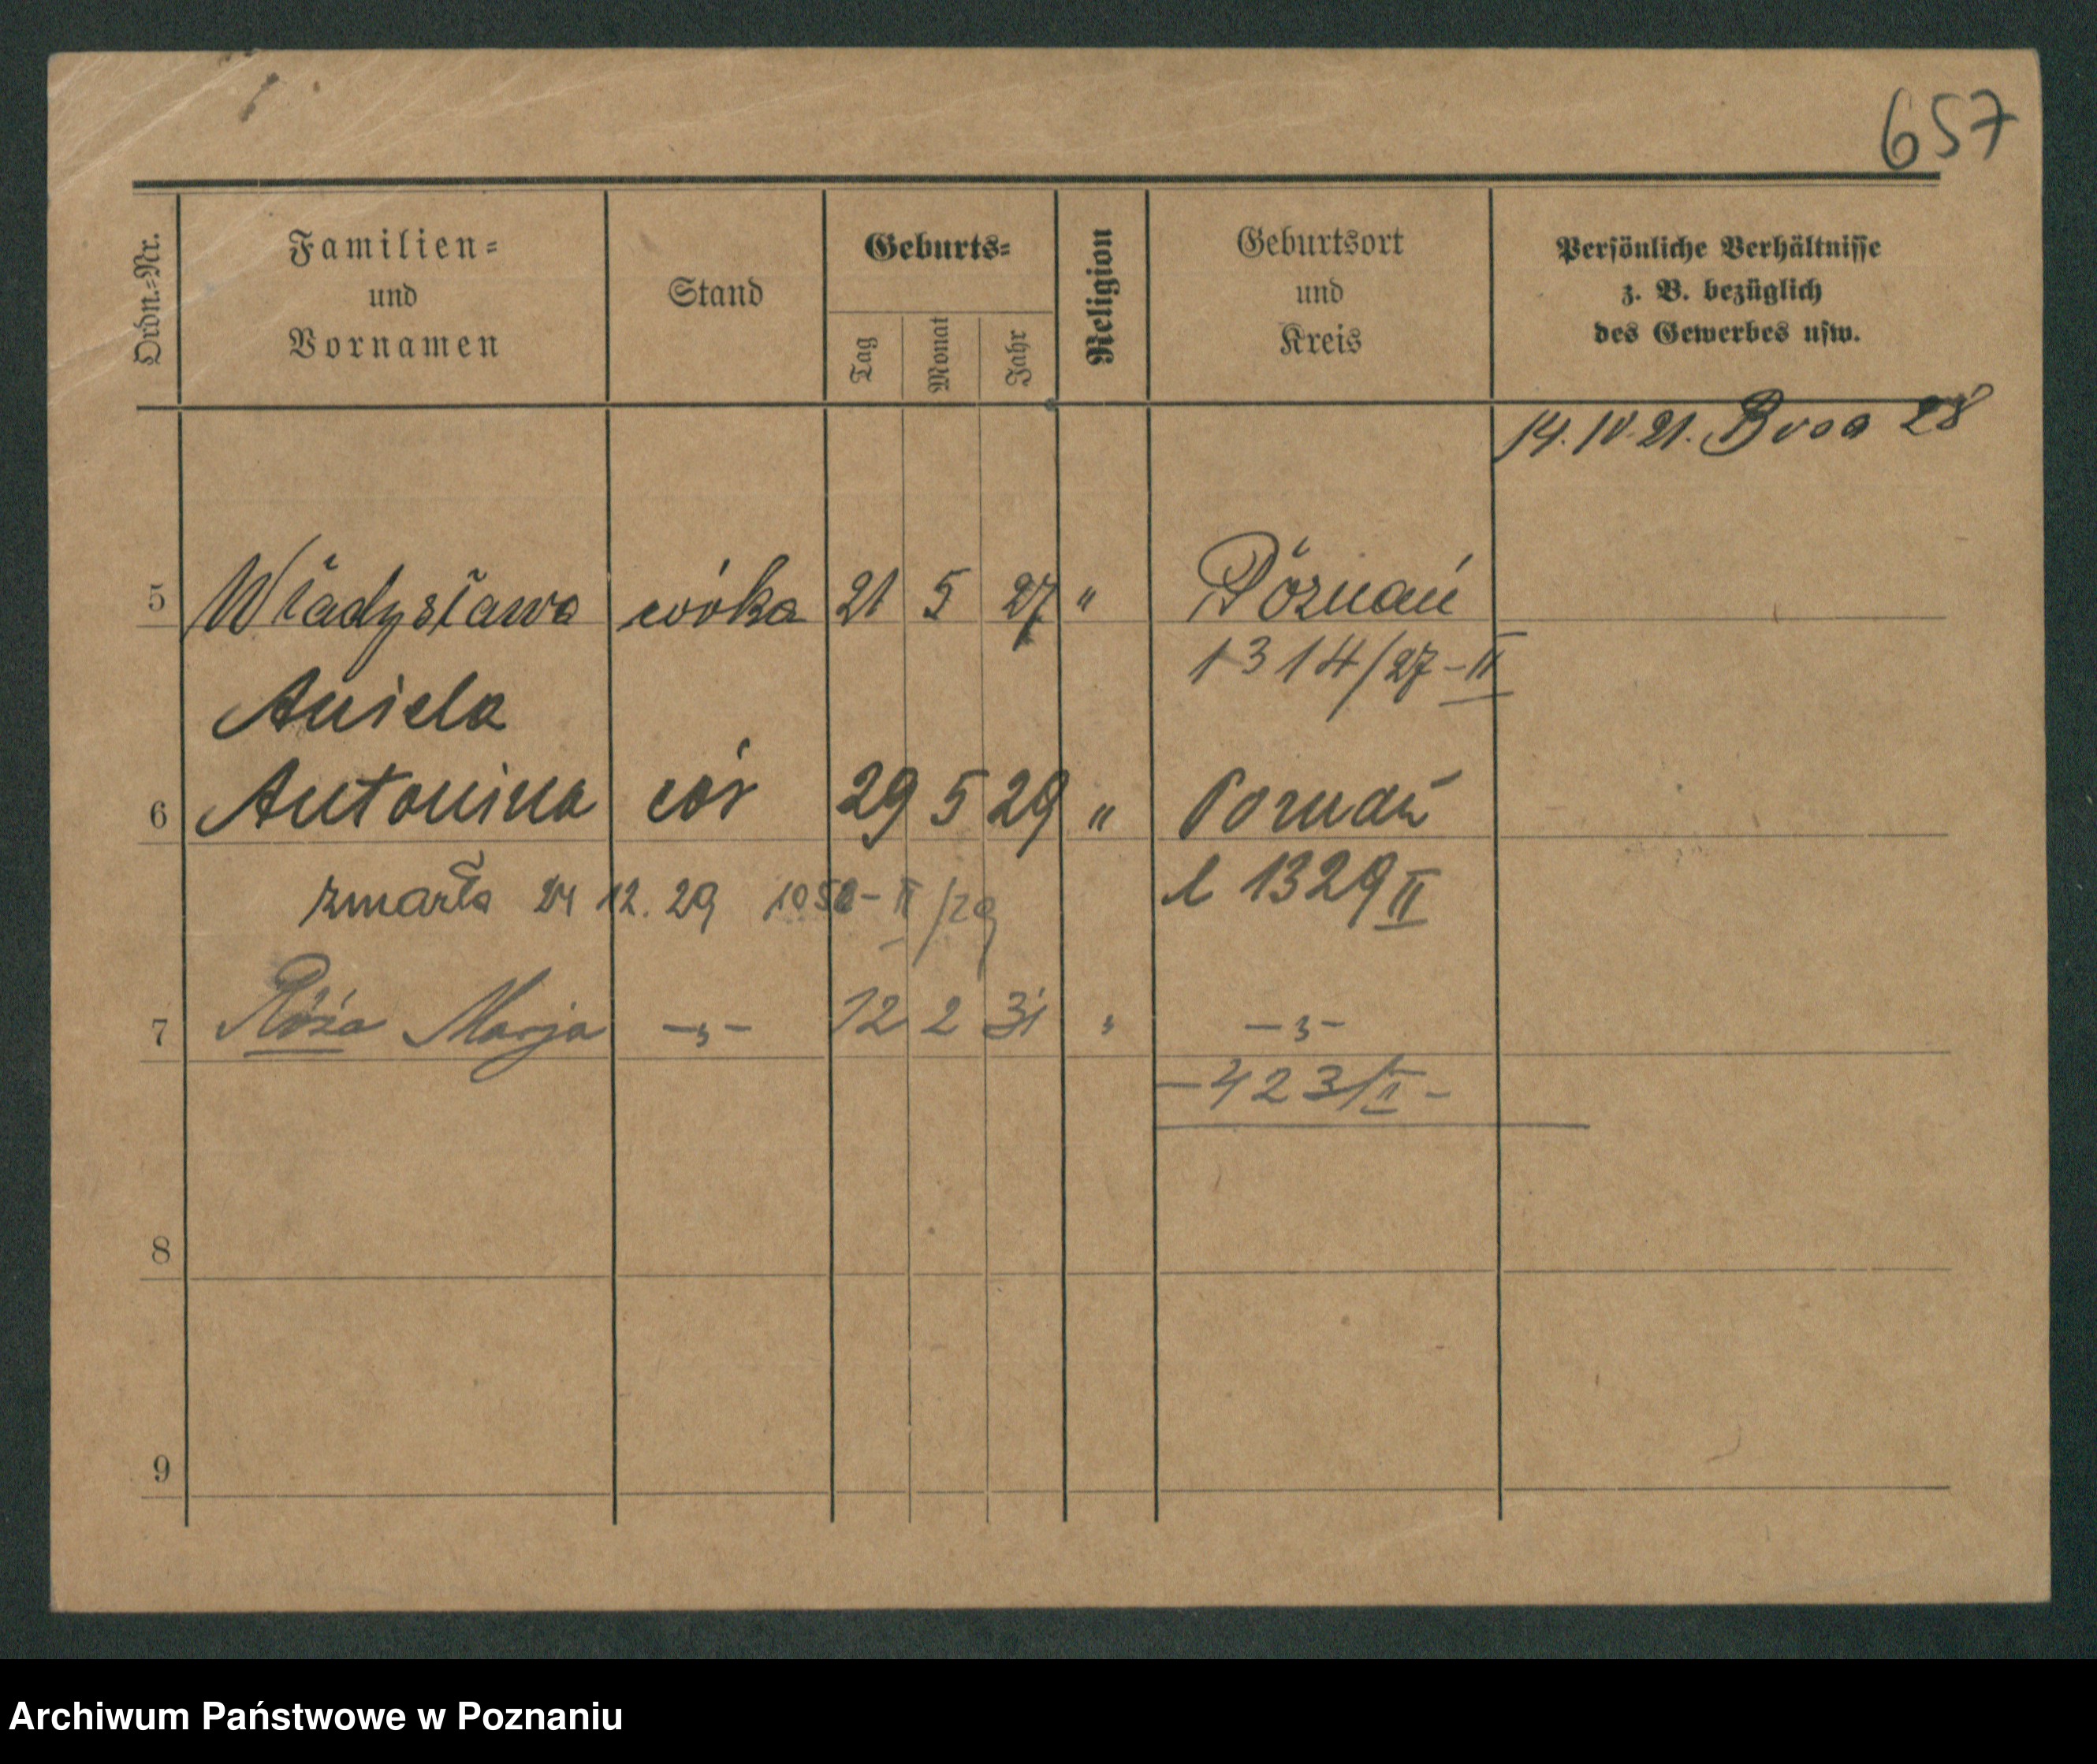 657
Ordn.-Nr.
Familien-
und
Vornamen
Stand
Geburts-
Tag Monat Jahr
Religion
Geburtsort
und
Kreis
Persönliche Verhältnisse
z. B. bezüglich
des Gewerbes usw.
14. IV. 21.  28
5 Władysława córka 21 5 27 " Poznań
1314/27-II
Aniela
6 Antonina cór 29 5 29 " Poznań
zmarła 24 12. 29 -II/29 1329 II
7 Róża Marja -"- 12 2 31 " -"-
-423/II-
8
9
Archiwum Państwowe w Poznaniu